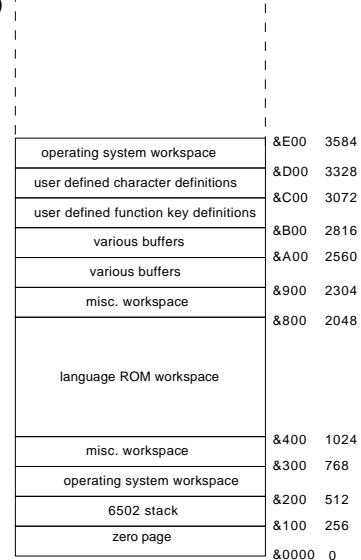 )
&E00 3584
operating system workspace
&D00 3328
user defined character definitions
&C00 3072
user defined function key definitions
&B00 2816
various buffers
&A00 2560
various buffers
&900 2304
misc. workspace
&800 2048
language ROM workspace
&400 1024
misc. workspace
&300 768
operating system workspace
&200 512
6502 stack
&100 256
zero page
&0000 0